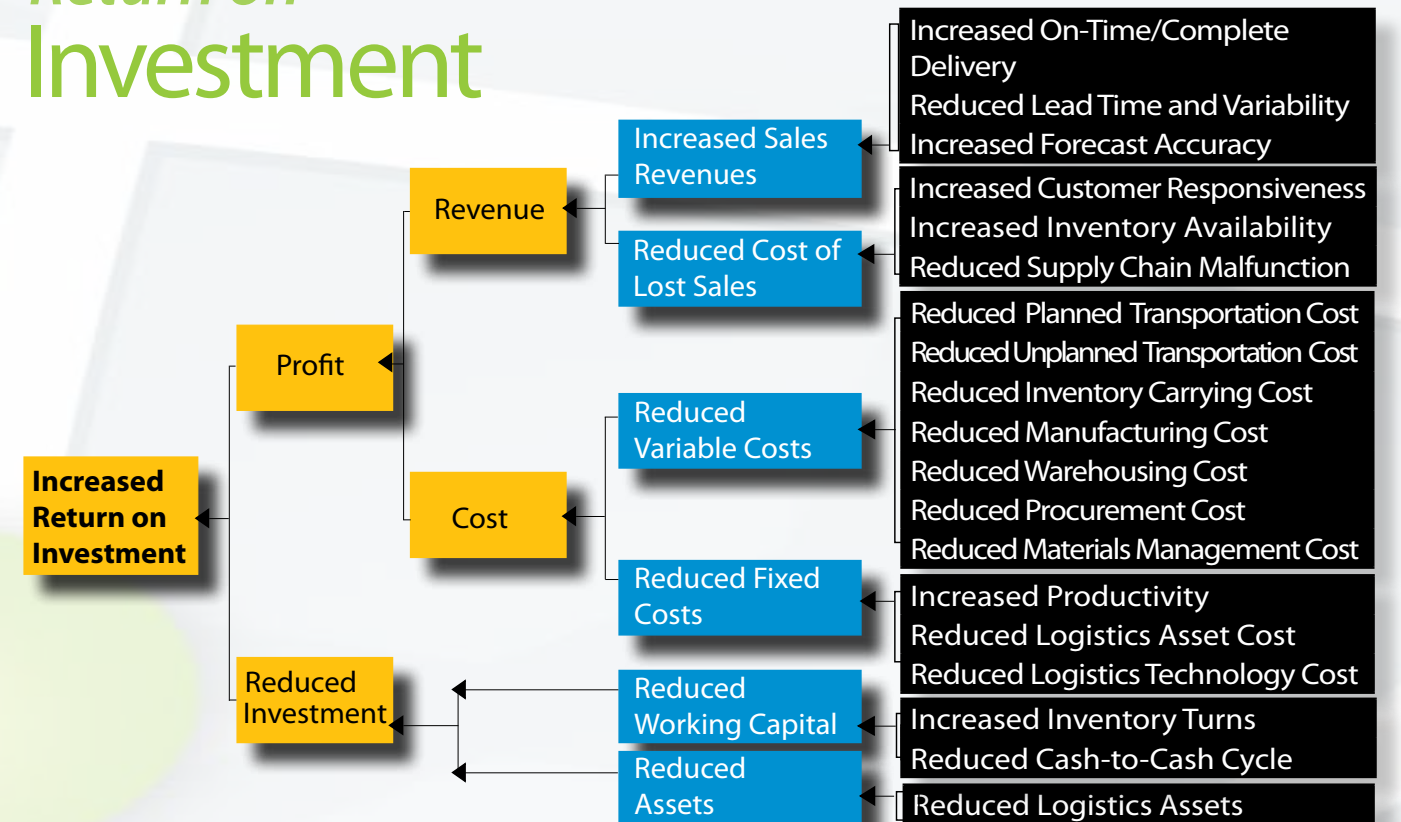 Return on
Investment
Increased On-Time/Complete
Delivery
Reduced Lead Time and Variability
Increased Forecast Accuracy
Increased Sales
Revenues
Revenue
Increased Customer Responsiveness
Increased Inventory Availability
Reduced Supply Chain Malfunction
Reduced Cost of
Lost Sales
Profit
Reduced Planned Transportation Cost
Reduced Unplanned Transportation Cost
Reduced Inventory Carrying Cost
Reduced Manufacturing Cost
Reduced Warehousing Cost
Reduced Procurement Cost
Reduced Materials Management Cost
Reduced
Variable Costs
Increased
Return on
Investment
Cost
Reduced Fixed
Costs
Increased Productivity
Reduced Logistics Asset Cost
Reduced Logistics Technology Cost
Reduced
Investment
Reduced
Working Capital
Increased Inventory Turns
Reduced Cash-to-Cash Cycle
Reduced
Assets
Reduced Logistics Assets